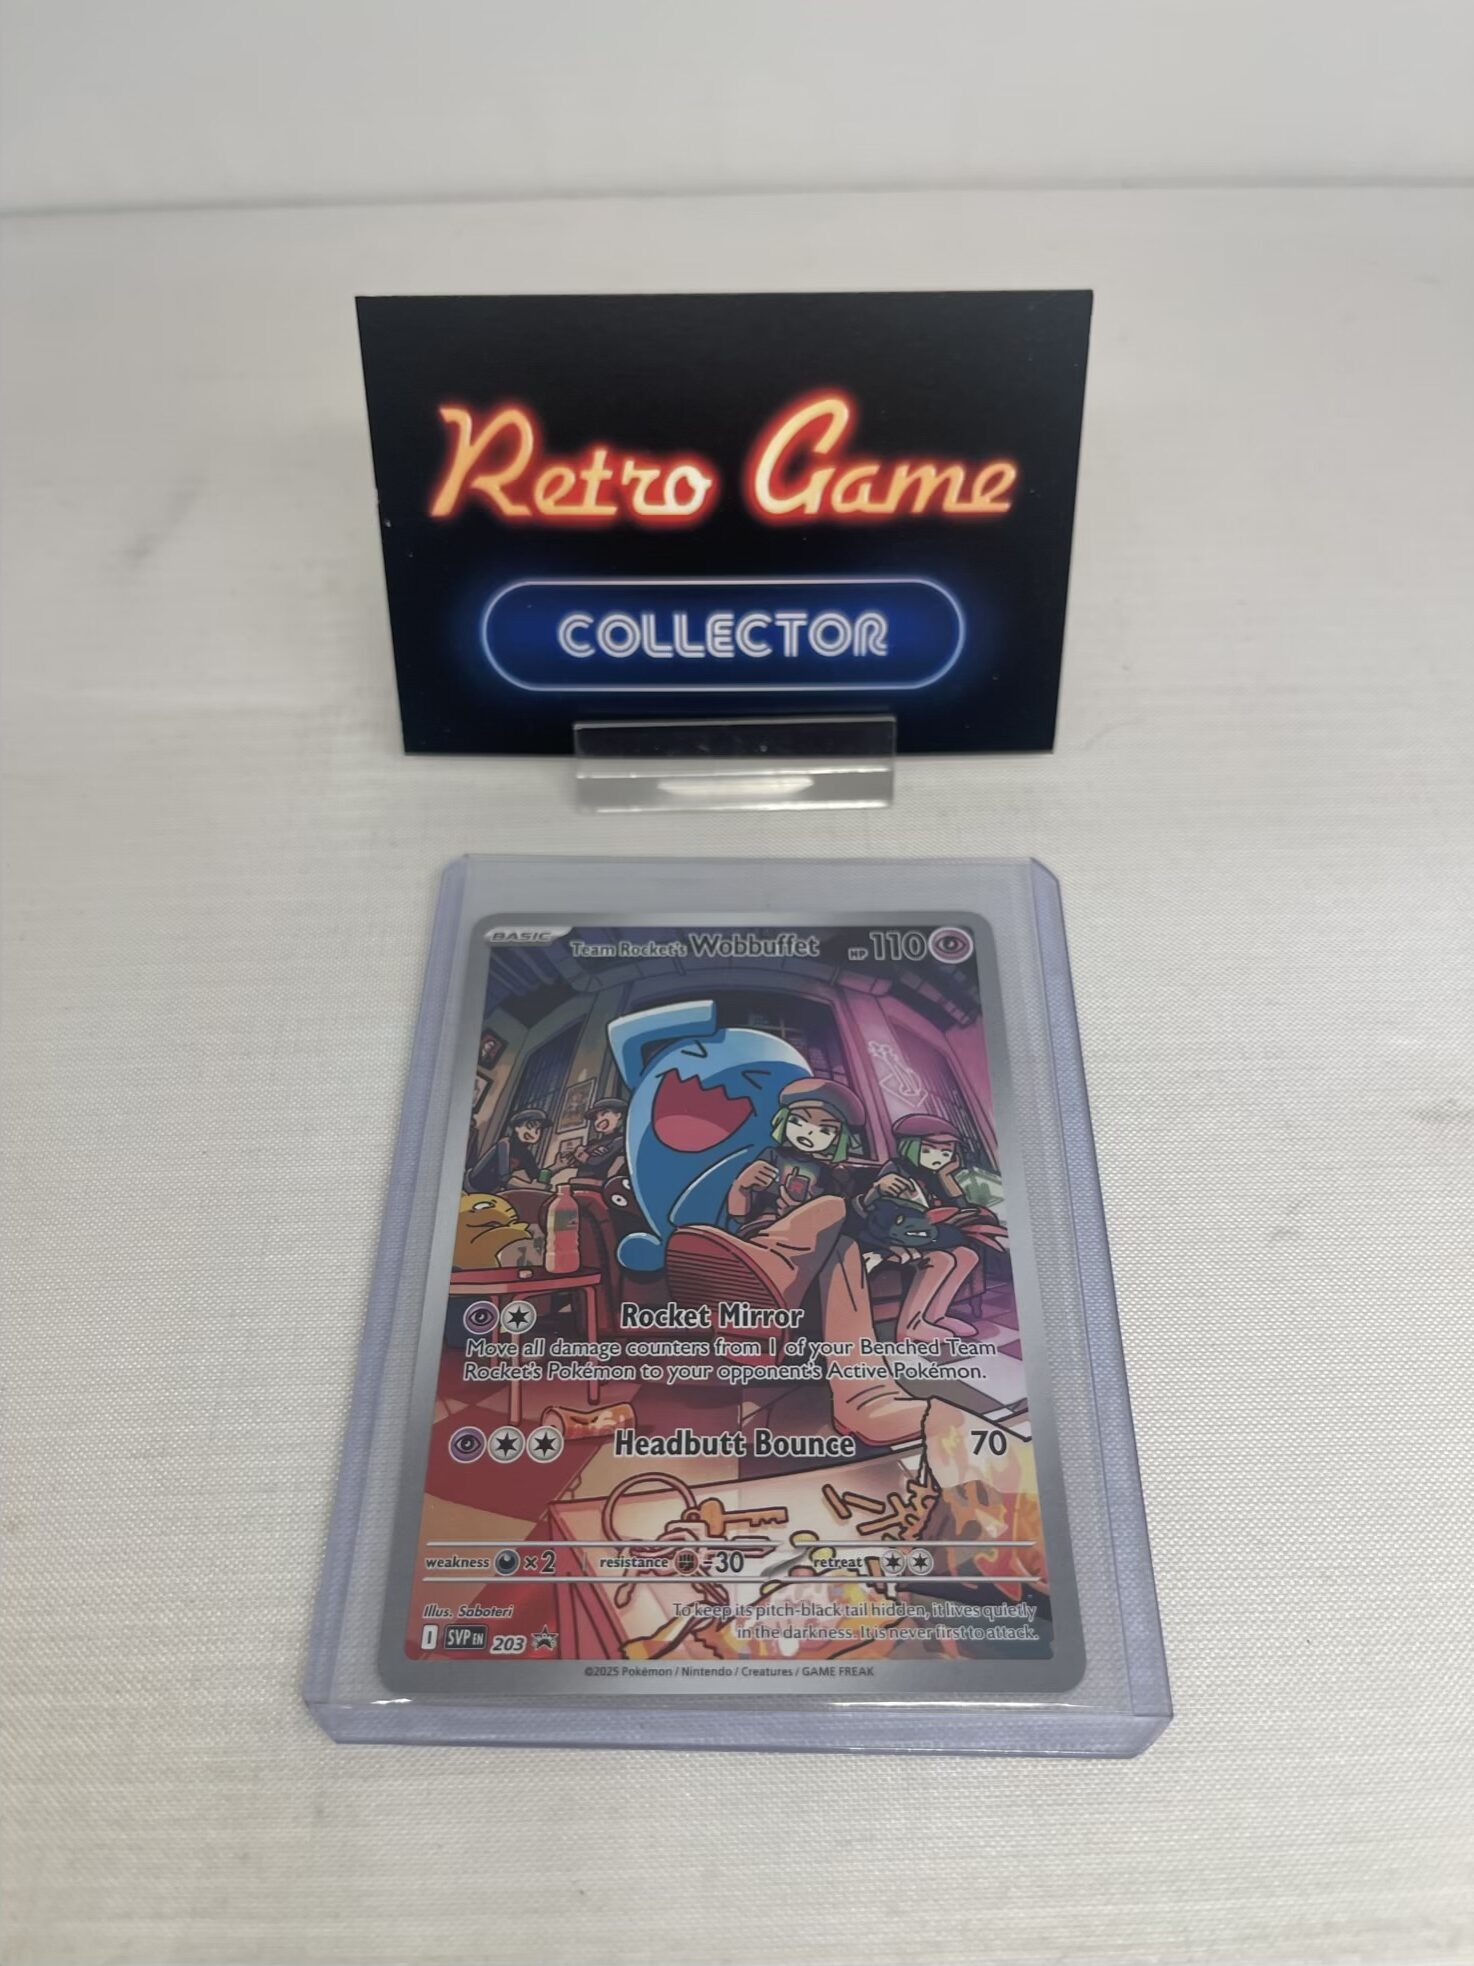 Retro Game
COLLECTOR
BASIC Team Rocket's Wobbuffet HP 110
Rocket Mirror
Move all damage counters from 1 of your Benched Team
Rocket's Pokémon to your opponent's Active Pokémon.
Headbutt Bounce 70
weakness ×2 resistance -30 retreat
Illus. Saboteri
To keep its pitch-black tail hidden, it lives quietly
in the darkness. It is never first to attack.
I SVP EN 203
©2025 Pokémon / Nintendo / Creatures / GAME FREAK